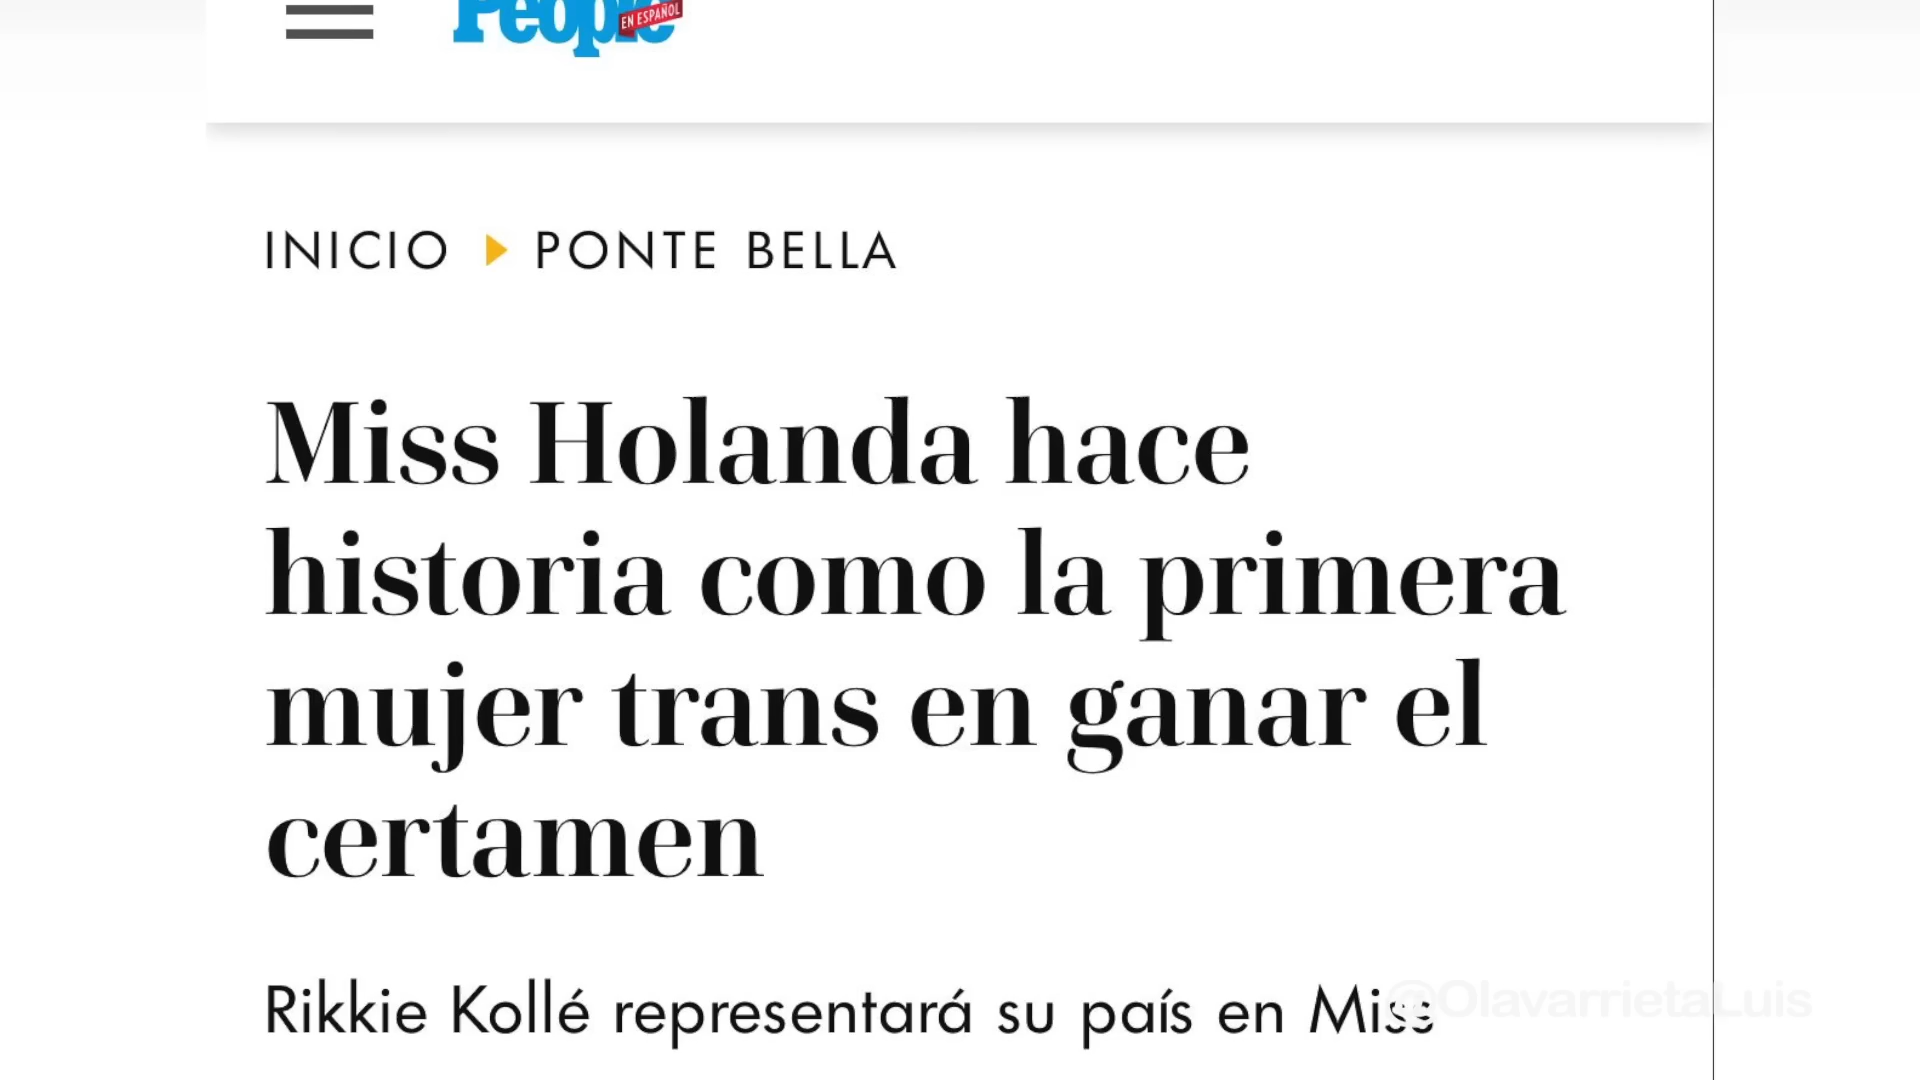 People
EN ESPAÑOL
INICIO PONTE BELLA
Miss Holanda hace
historia como la primera
mujer trans en ganar el
certamen
Rikkie Kollé representará su país en Miss
@OlavarrietaLuis